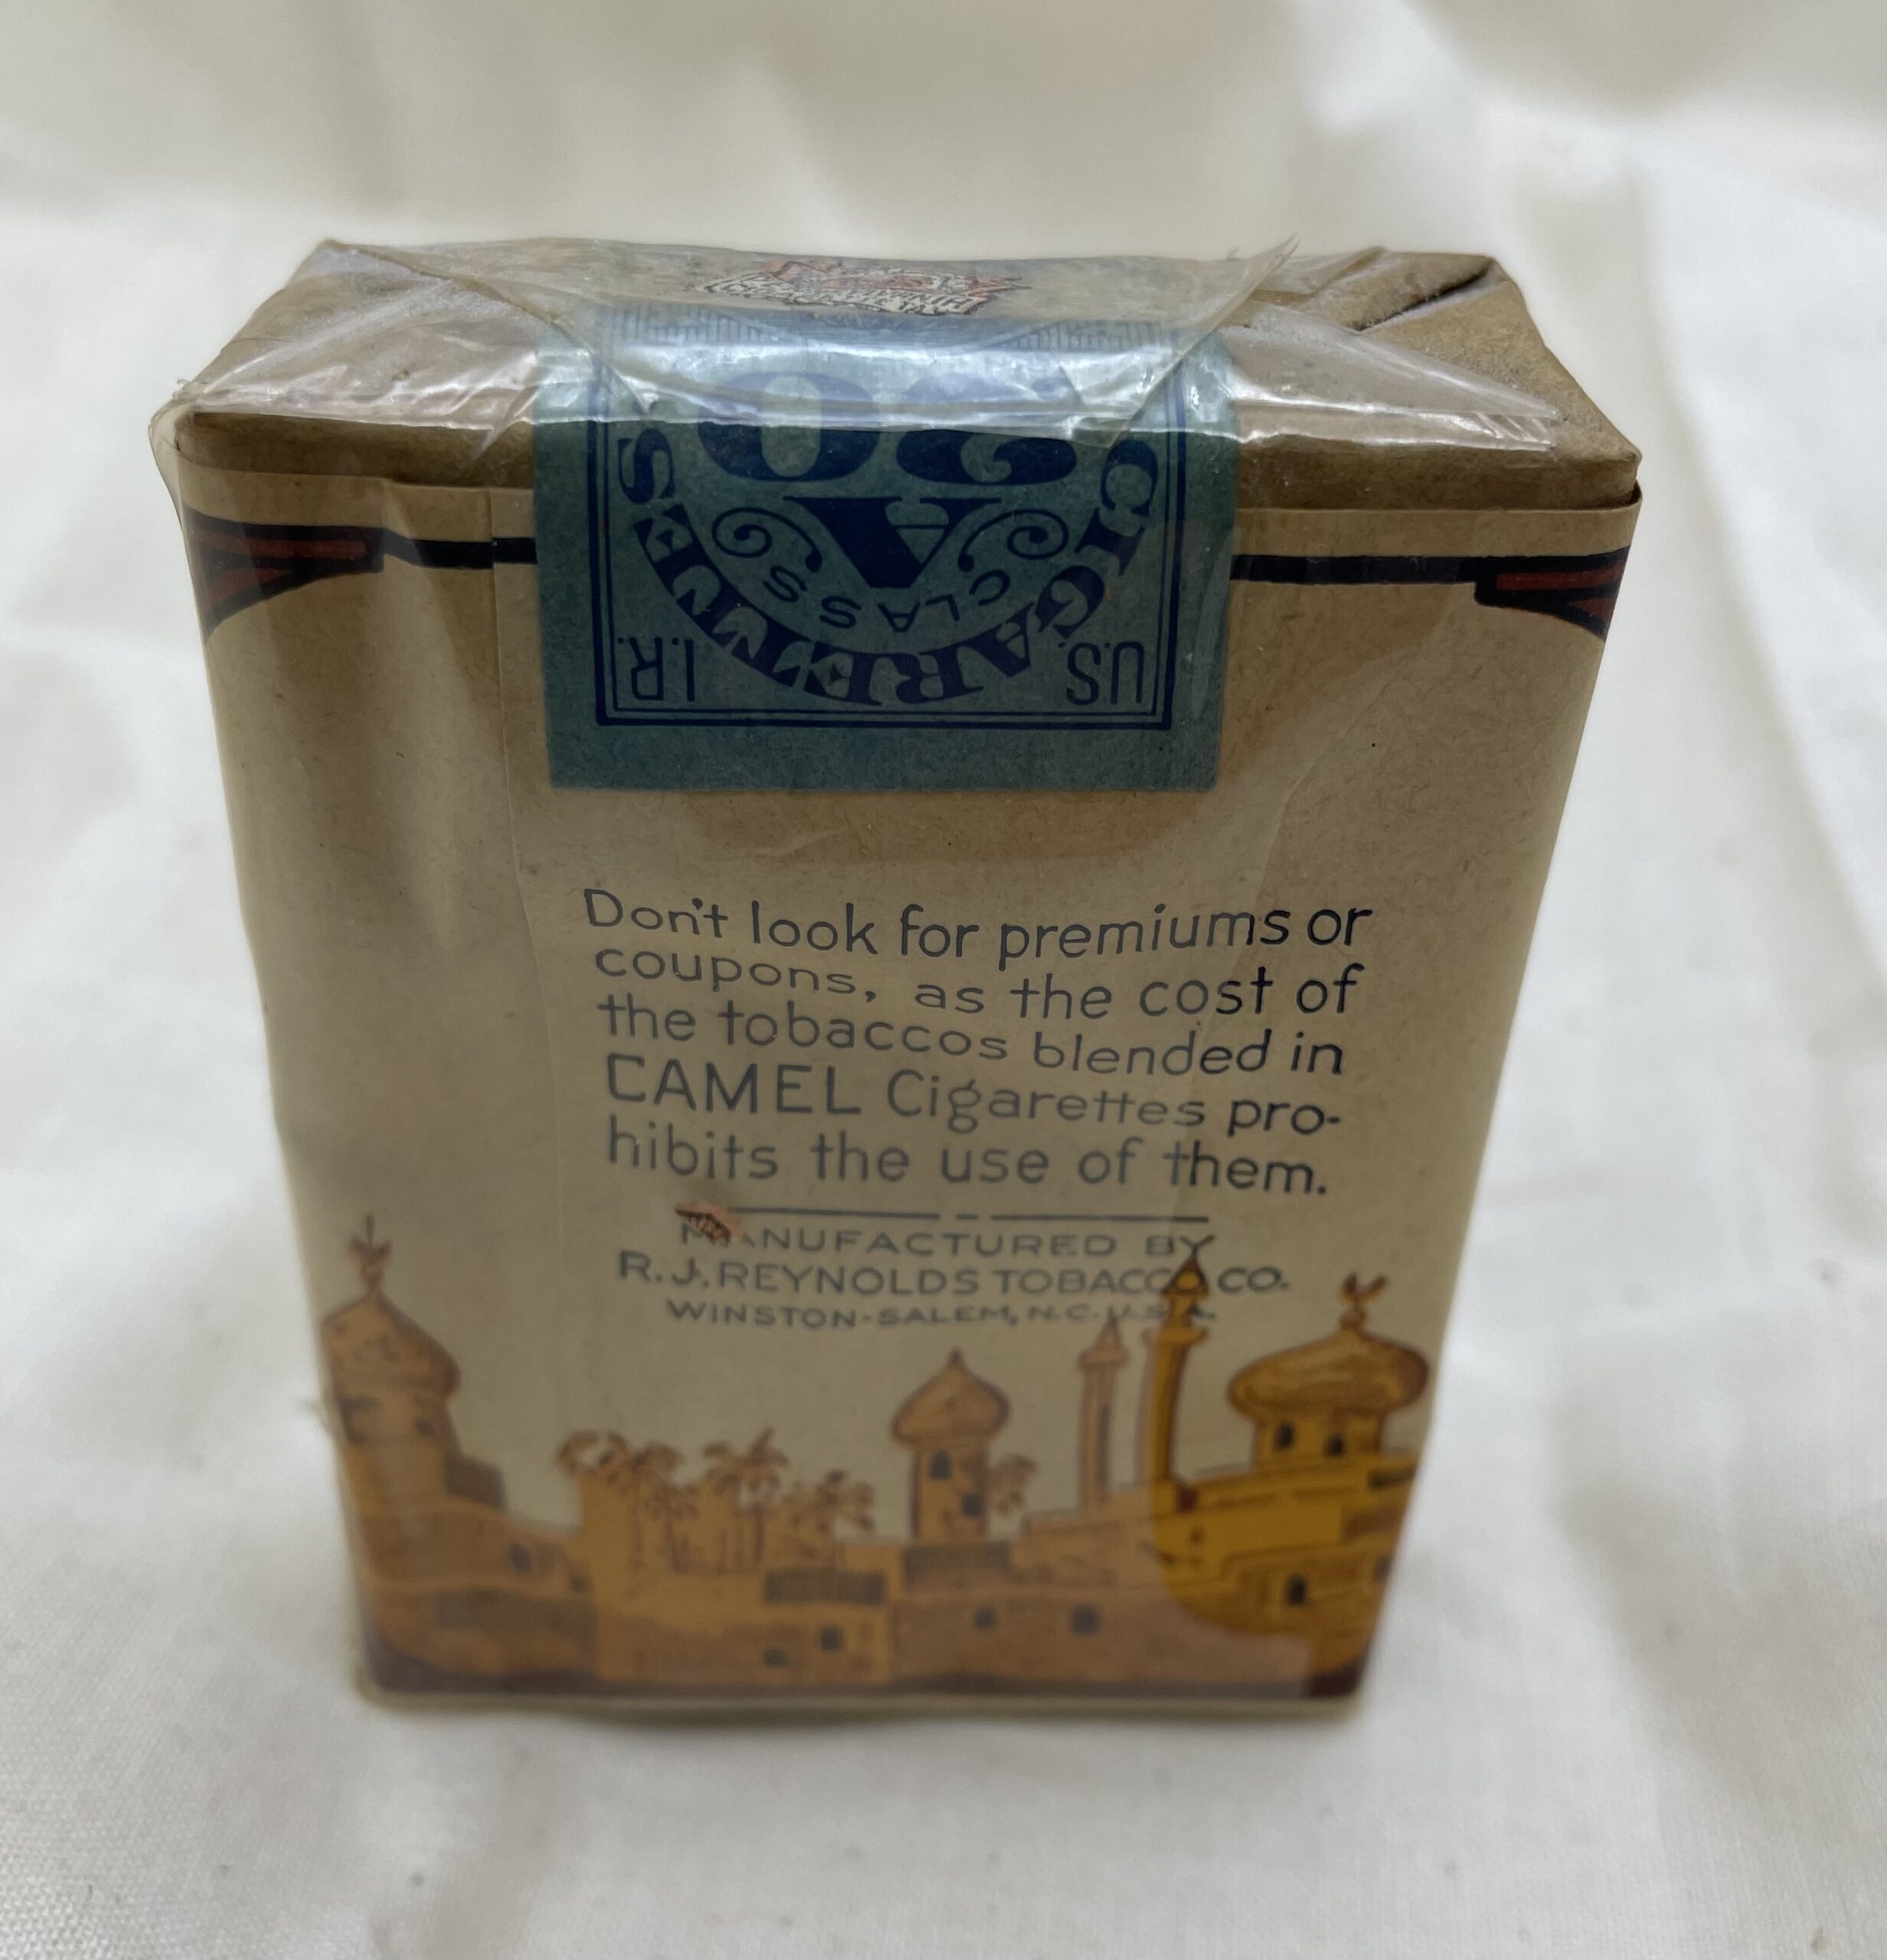 20
CIGARETTES
CLASS A
U.S. I.R.
Don't look for premiums or
coupons, as the cost of
the tobaccos blended in
CAMEL Cigarettes pro-
hibits the use of them.
MANUFACTURED BY
R. J. REYNOLDS TOBACCO CO.
WINSTON-SALEM, N.C. U.S.A.